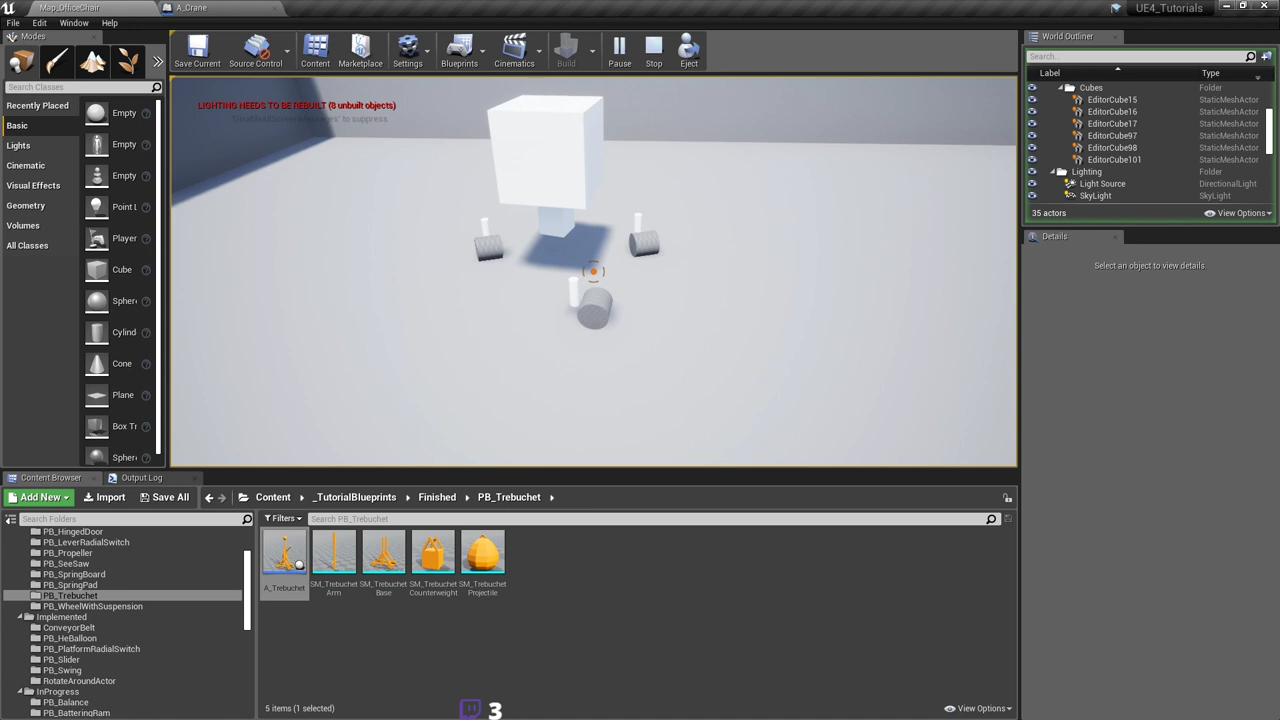 Map_OfficeChair
A_Crane
UE4_Tutorials
File Edit Window Help
Modes
Search Classes
Recently Placed
Basic
Lights
Cinematic
Visual Effects
Geometry
Volumes
All Classes
Empty
Empty
Empty
Point L
Player
Cube
Spher
Cylind
Cone
Plane
Box Tr
Spher
Save Current
Source Control
Content
Marketplace
Settings
Blueprints
Cinematics
Build
Pause
Stop
Eject
LIGHTING NEEDS TO BE REBUILT (8 unbuilt objects)
'DisableAllScreenMessages' to suppress
World Outliner
Search...
Label Type
Cubes Folder
EditorCube15 StaticMeshActor
EditorCube16 StaticMeshActor
EditorCube17 StaticMeshActor
EditorCube97 StaticMeshActor
EditorCube98 StaticMeshActor
EditorCube101 StaticMeshActor
Lighting Folder
Light Source DirectionalLight
SkyLight SkyLight
35 actors View Options
Details
Select an object to view details
Content Browser Output Log
Add New Import Save All Content _TutorialBlueprints Finished PB_Trebuchet
Search Folders
PB_HingedDoor
PB_LeverRadialSwitch
PB_Propeller
PB_SeeSaw
PB_SpringBoard
PB_SpringPad
PB_Trebuchet
PB_WheelWithSuspension
Implemented
ConveyorBelt
PB_HeBalloon
PB_PlatformRadialSwitch
PB_Slider
PB_Swing
RotateAroundActor
InProgress
PB_Balance
PB_BatteringRam
Filters Search PB_Trebuchet
A_Trebuchet
SM_Trebuchet
Arm
SM_Trebuchet
Base
SM_Trebuchet
Counterweight
SM_Trebuchet
Projectile
5 items (1 selected)
3
View Options